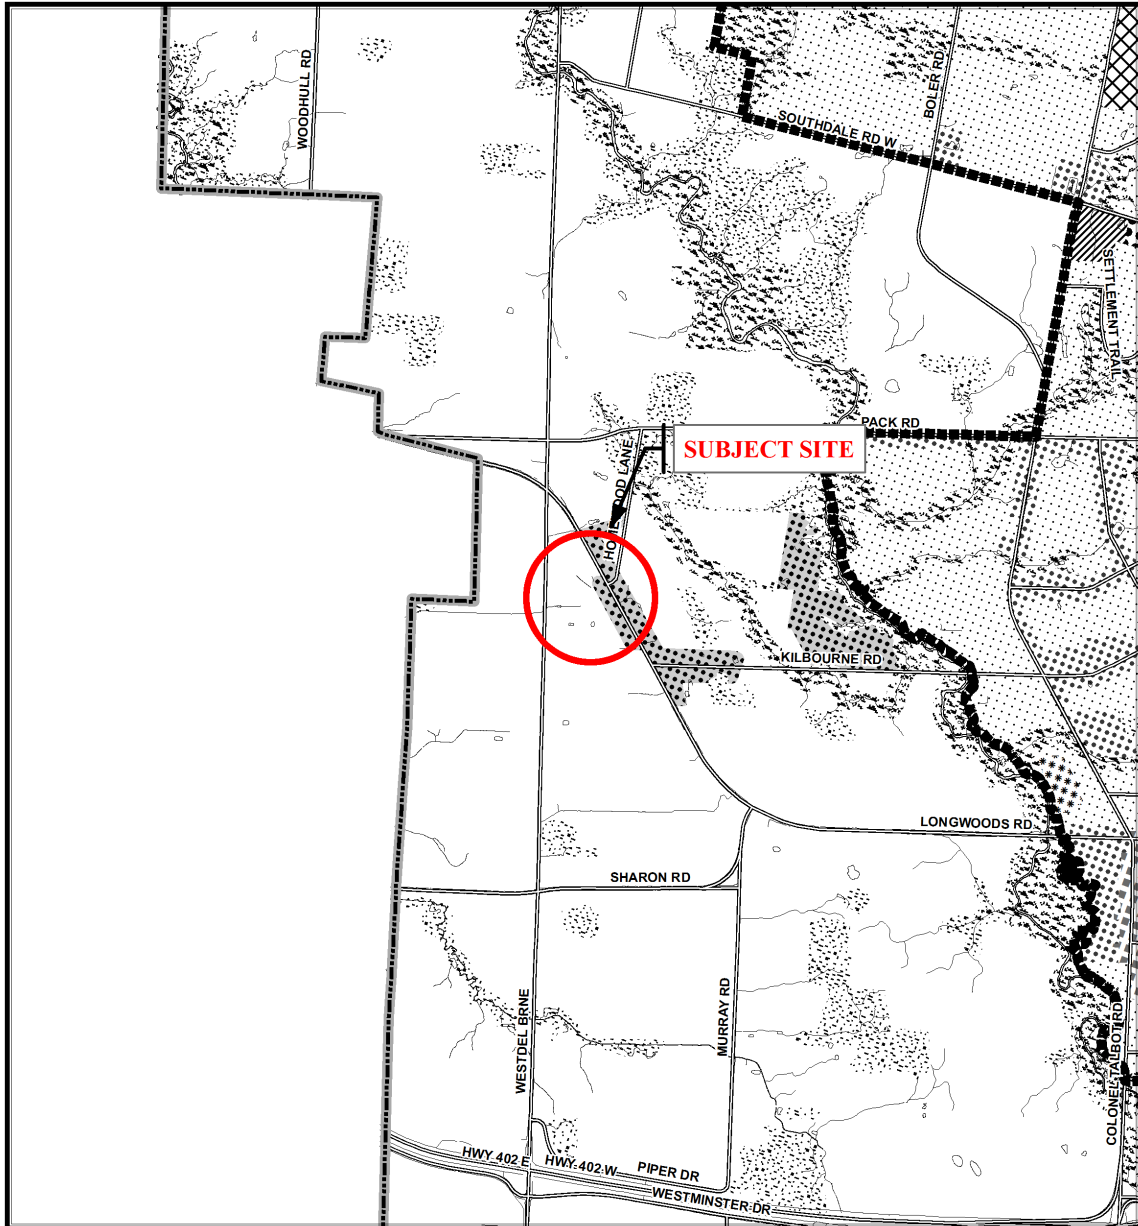 WOODHULL RD
BOLER RD
SOUTHDALE RD W
SETTLEMENT TRAIL
PACK RD
SUBJECT SITE
KILBOURNE RD
LONGWOODS RD
SHARON RD
WESTDEL BRNE
MURRAY RD
COLONEL TALBOT RD
HWY 402 E
HWY 402 W
PIPER DR
WESTMINSTER DR